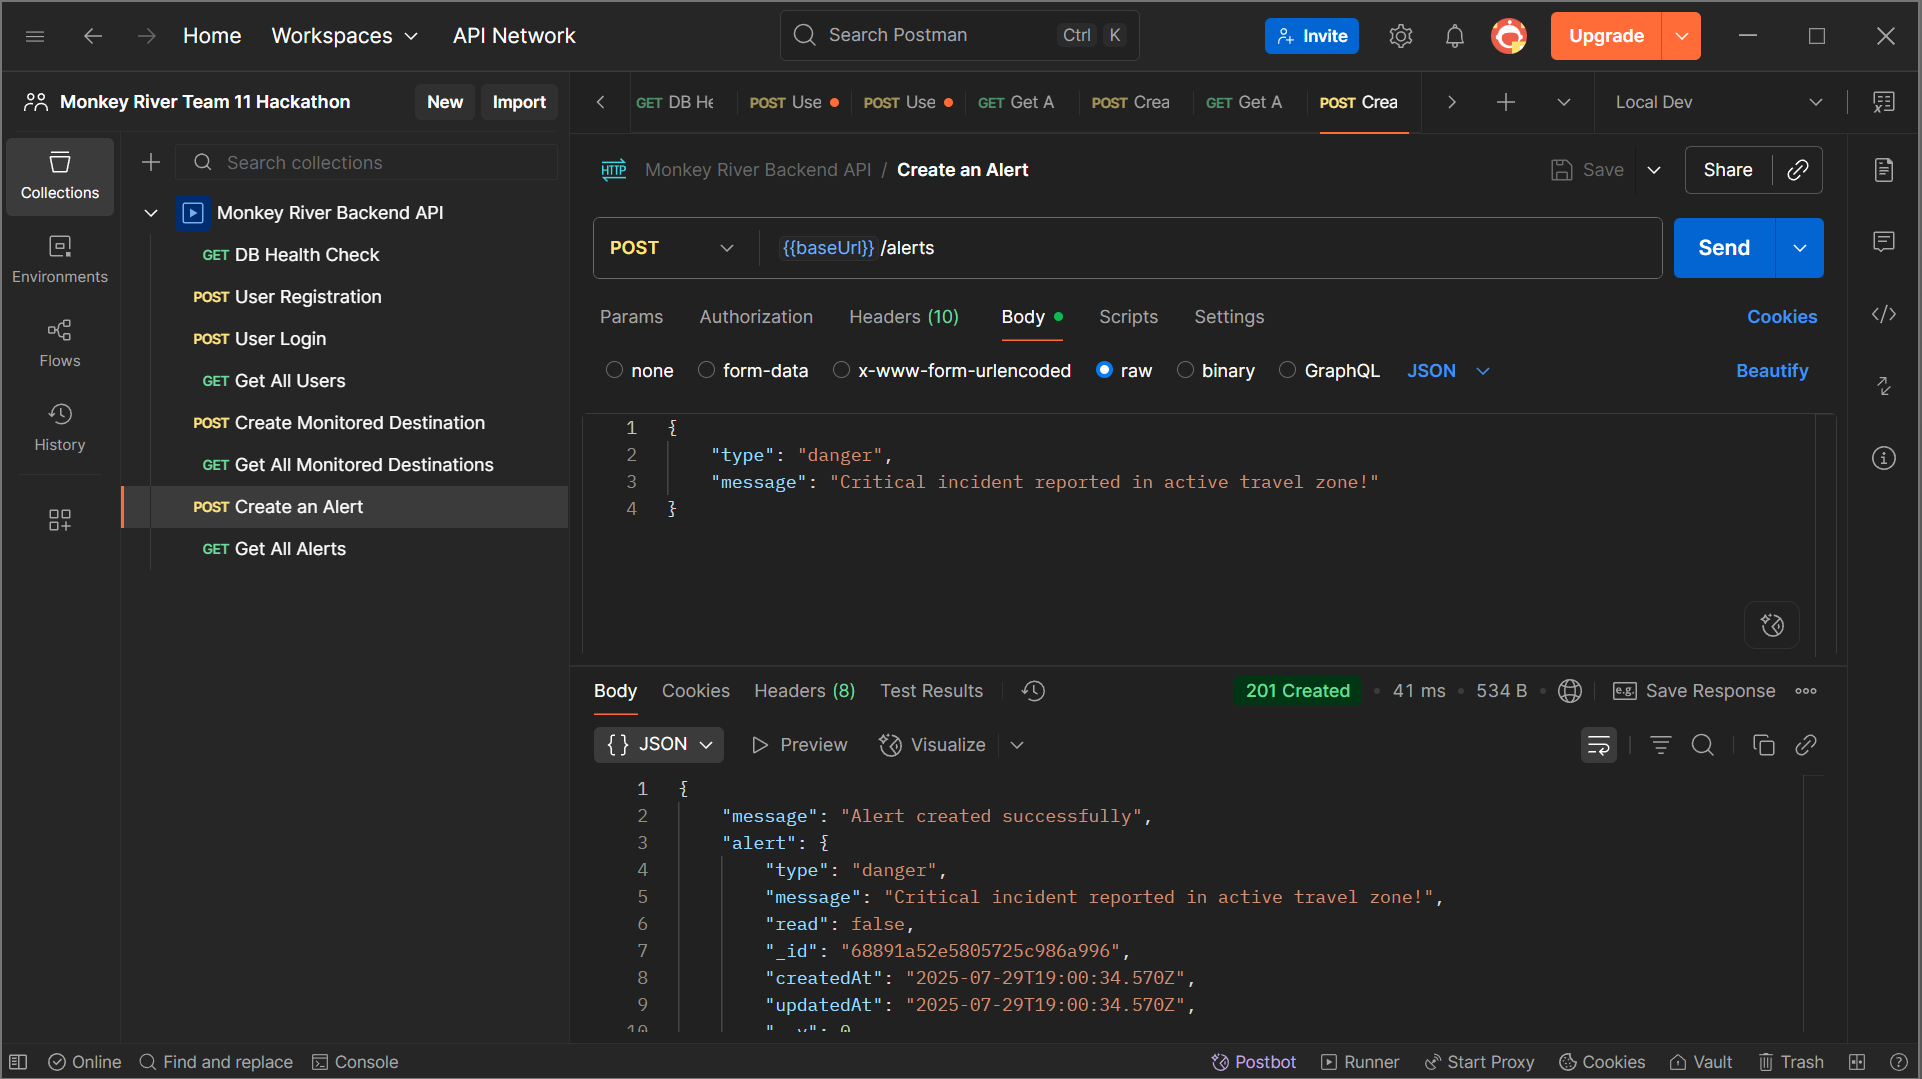 Home Workspaces API Network Search Postman Ctrl K Invite Upgrade
Monkey River Team 11 Hackathon New Import
GET DB He POST Use POST Use GET Get A POST Crea GET Get A POST Crea Local Dev
Collections
Environments
Flows
History
Search collections
Monkey River Backend API
GET DB Health Check
POST User Registration
POST User Login
GET Get All Users
POST Create Monitored Destination
GET Get All Monitored Destinations
POST Create an Alert
GET Get All Alerts
HTTP Monkey River Backend API / Create an Alert Save Share
POST {{baseUrl}} /alerts Send
Params Authorization Headers (10) Body Scripts Settings Cookies
none form-data x-www-form-urlencoded raw binary GraphQL JSON Beautify
1 {
2 "type": "danger",
3 "message": "Critical incident reported in active travel zone!"
4 }
Body Cookies Headers (8) Test Results 201 Created 41 ms 534 B e.g. Save Response
{} JSON Preview Visualize
1 {
2 "message": "Alert created successfully",
3 "alert": {
4 "type": "danger",
5 "message": "Critical incident reported in active travel zone!",
6 "read": false,
7 "_id": "68891a52e5805725c986a996",
8 "createdAt": "2025-07-29T19:00:34.570Z",
9 "updatedAt": "2025-07-29T19:00:34.570Z",
10 "__v": 0
Online Find and replace Console Postbot Runner Start Proxy Cookies Vault Trash